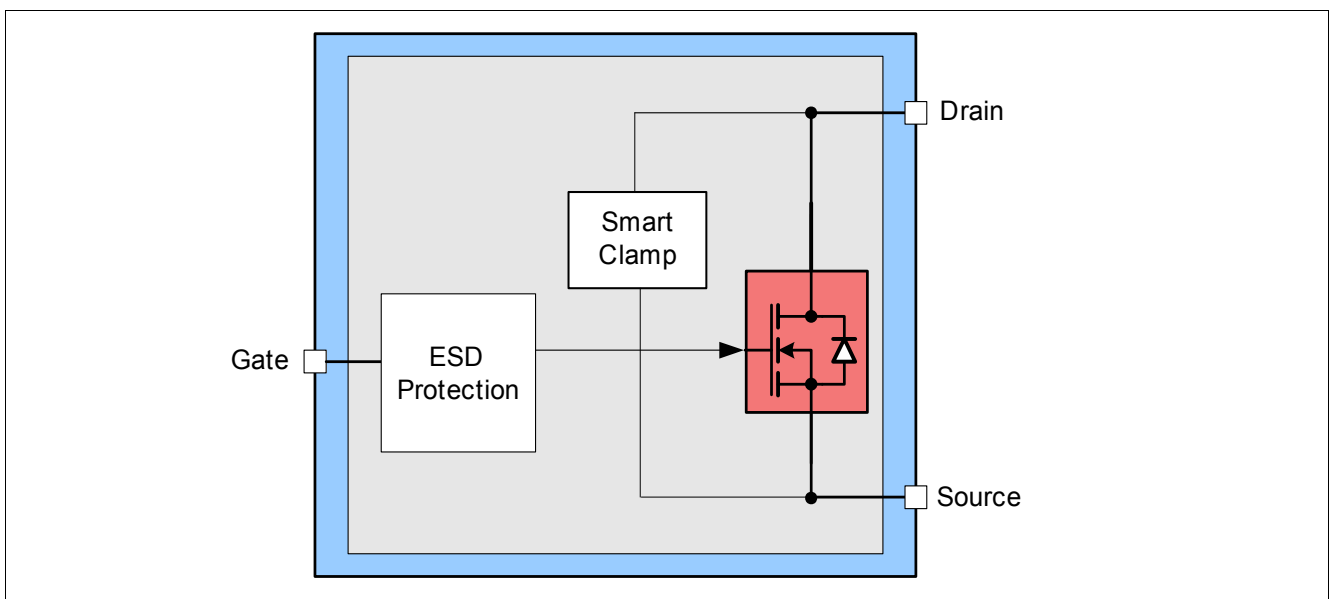 Drain
Smart
Clamp
Gate
ESD
Protection
Source